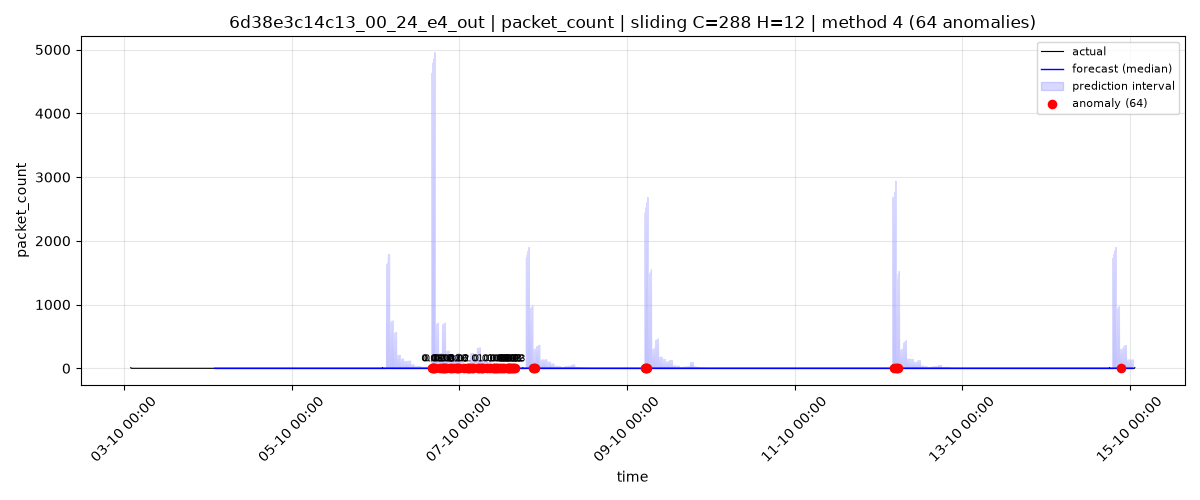 6d38e3c14c13_00_24_e4_out | packet_count | sliding C=288 H=12 | method 4 (64 anomalies)
actual
forecast (median)
prediction interval
anomaly (64)
packet_count
5000
4000
3000
2000
1000
0
03-10 00:00
05-10 00:00
07-10 00:00
09-10 00:00
11-10 00:00
13-10 00:00
15-10 00:00
time